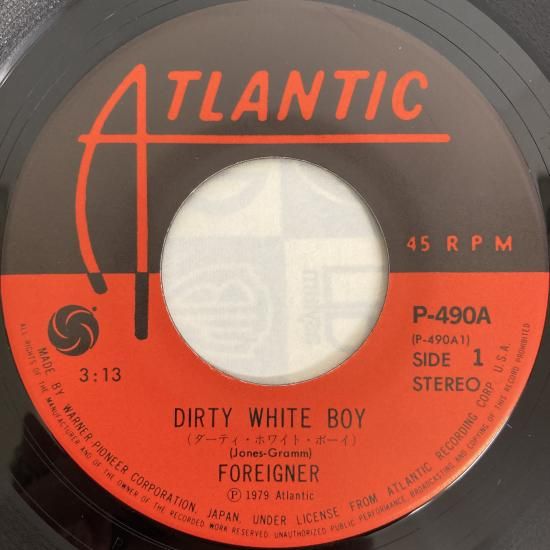 ATLANTIC
45 RPM
P-490A
(P-490A1)
SIDE 1
STEREO
3:13
DIRTY WHITE BOY
(ダーティ・ホワイト・ボーイ)
(Jones-Gramm)
FOREIGNER
Ⓟ 1979 Atlantic
MADE BY WARNER-PIONEER CORPORATION, JAPAN, UNDER LICENSE FROM ATLANTIC RECORDING CORP. U.S.A.
ALL RIGHTS OF THE MANUFACTURER AND OF THE OWNER OF THE RECORDED WORK RESERVED. UNAUTHORIZED PUBLIC PERFORMANCE, BROADCASTING AND COPYING OF THIS RECORD PROHIBITED